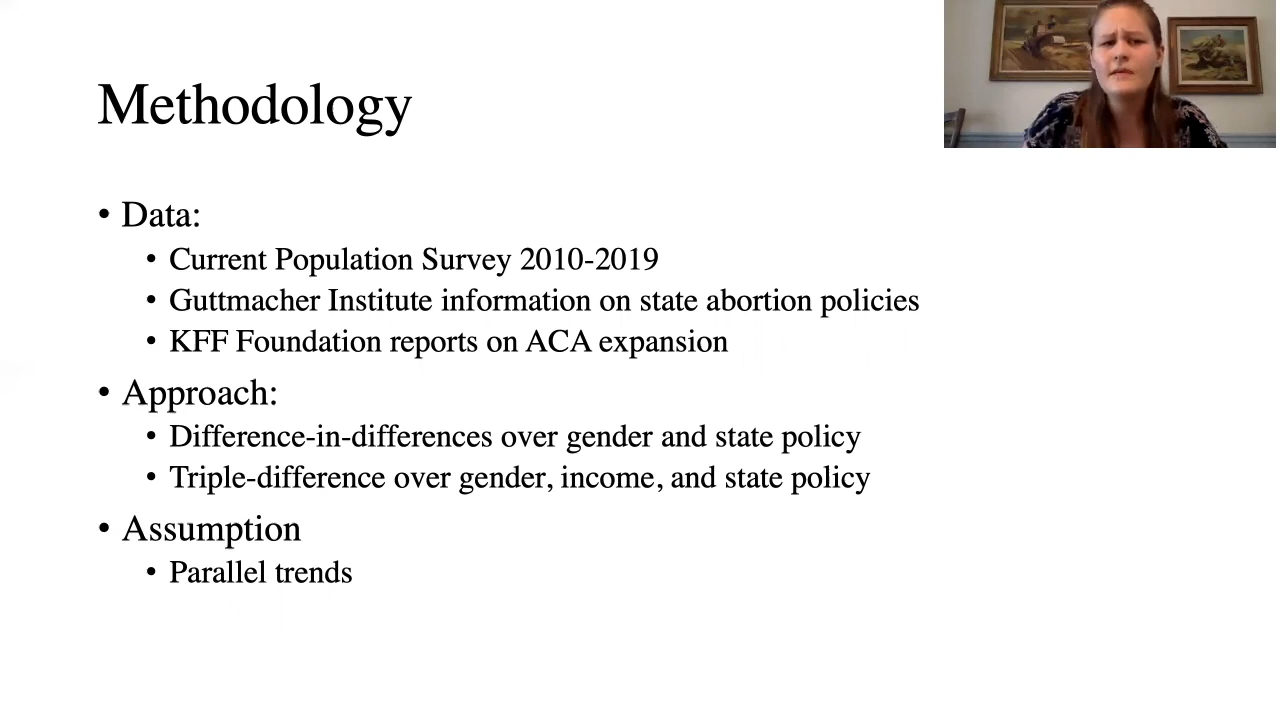 Methodology
• Data:
• Current Population Survey 2010-2019
• Guttmacher Institute information on state abortion policies
• KFF Foundation reports on ACA expansion
• Approach:
• Difference-in-differences over gender and state policy
• Triple-difference over gender, income, and state policy
• Assumption
• Parallel trends